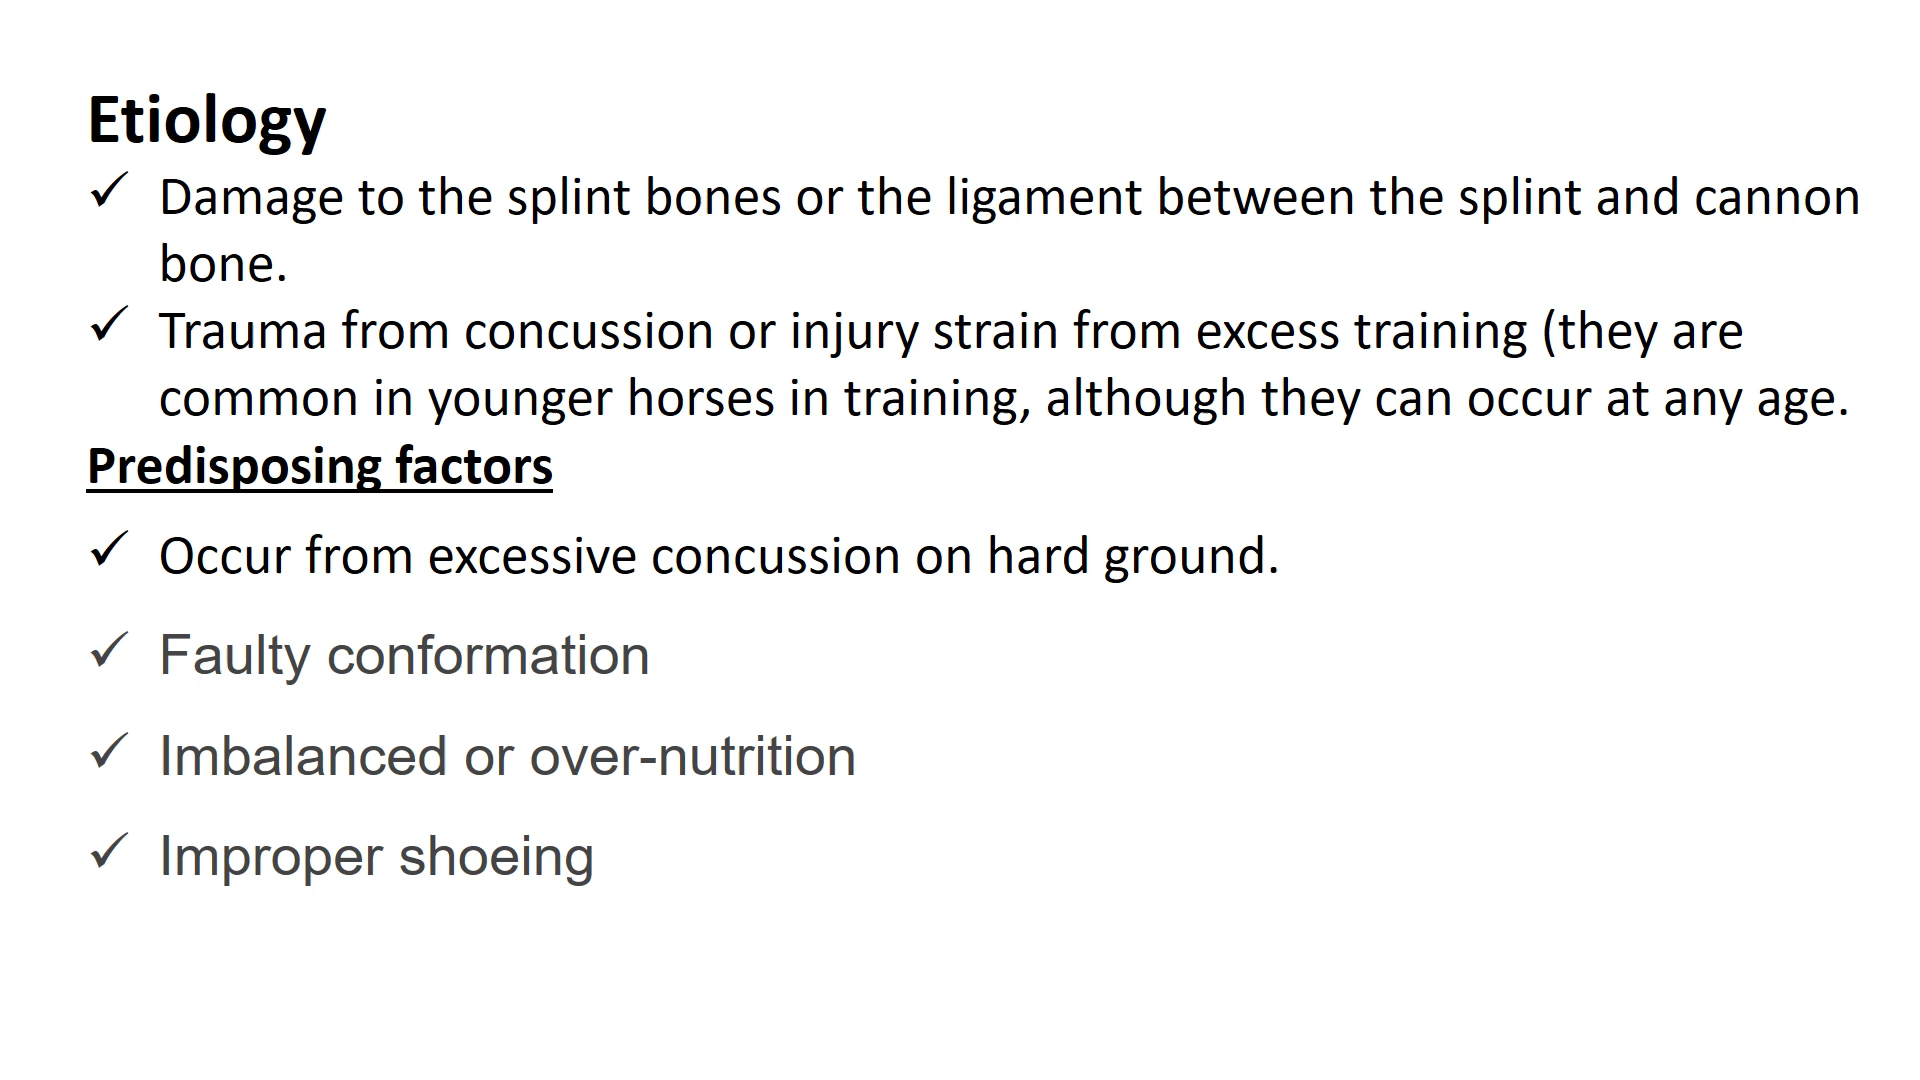 Etiology
✓ Damage to the splint bones or the ligament between the splint and cannon
bone.
✓ Trauma from concussion or injury strain from excess training (they are
common in younger horses in training, although they can occur at any age.
Predisposing factors
✓ Occur from excessive concussion on hard ground.
✓ Faulty conformation
✓ Imbalanced or over-nutrition
✓ Improper shoeing